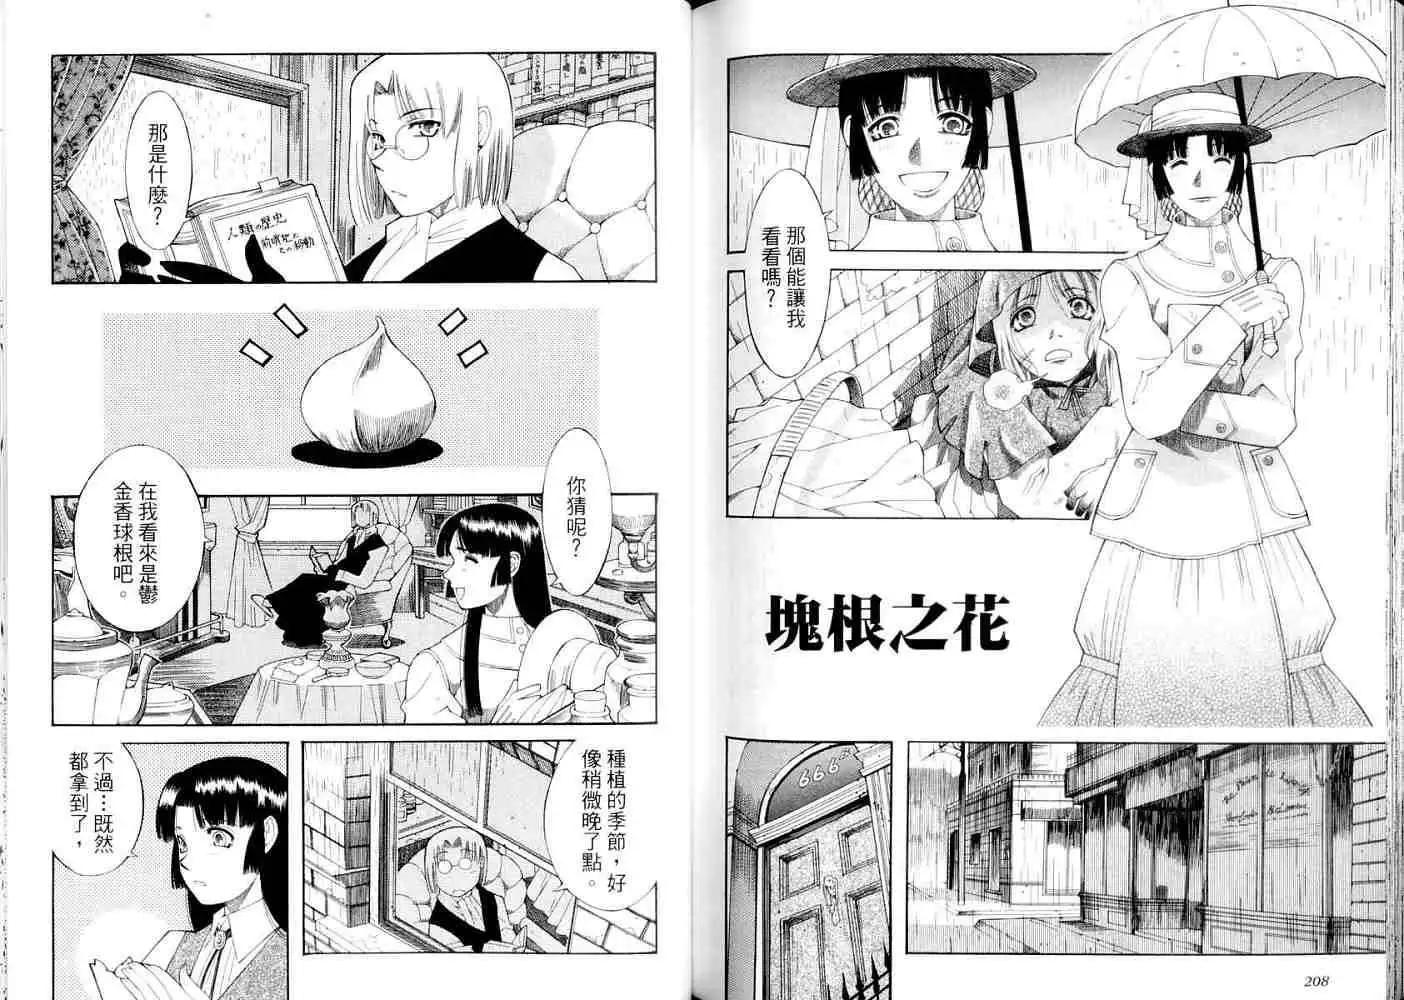 那個能讓我
看看嗎？
塊根之花
666
208
那是什麼？
人類の歴史
你猜呢？
在我看來是鬱
金香球根吧。
種植的季節，好
像稍微晚了點。
不過…既然
都拿到了，